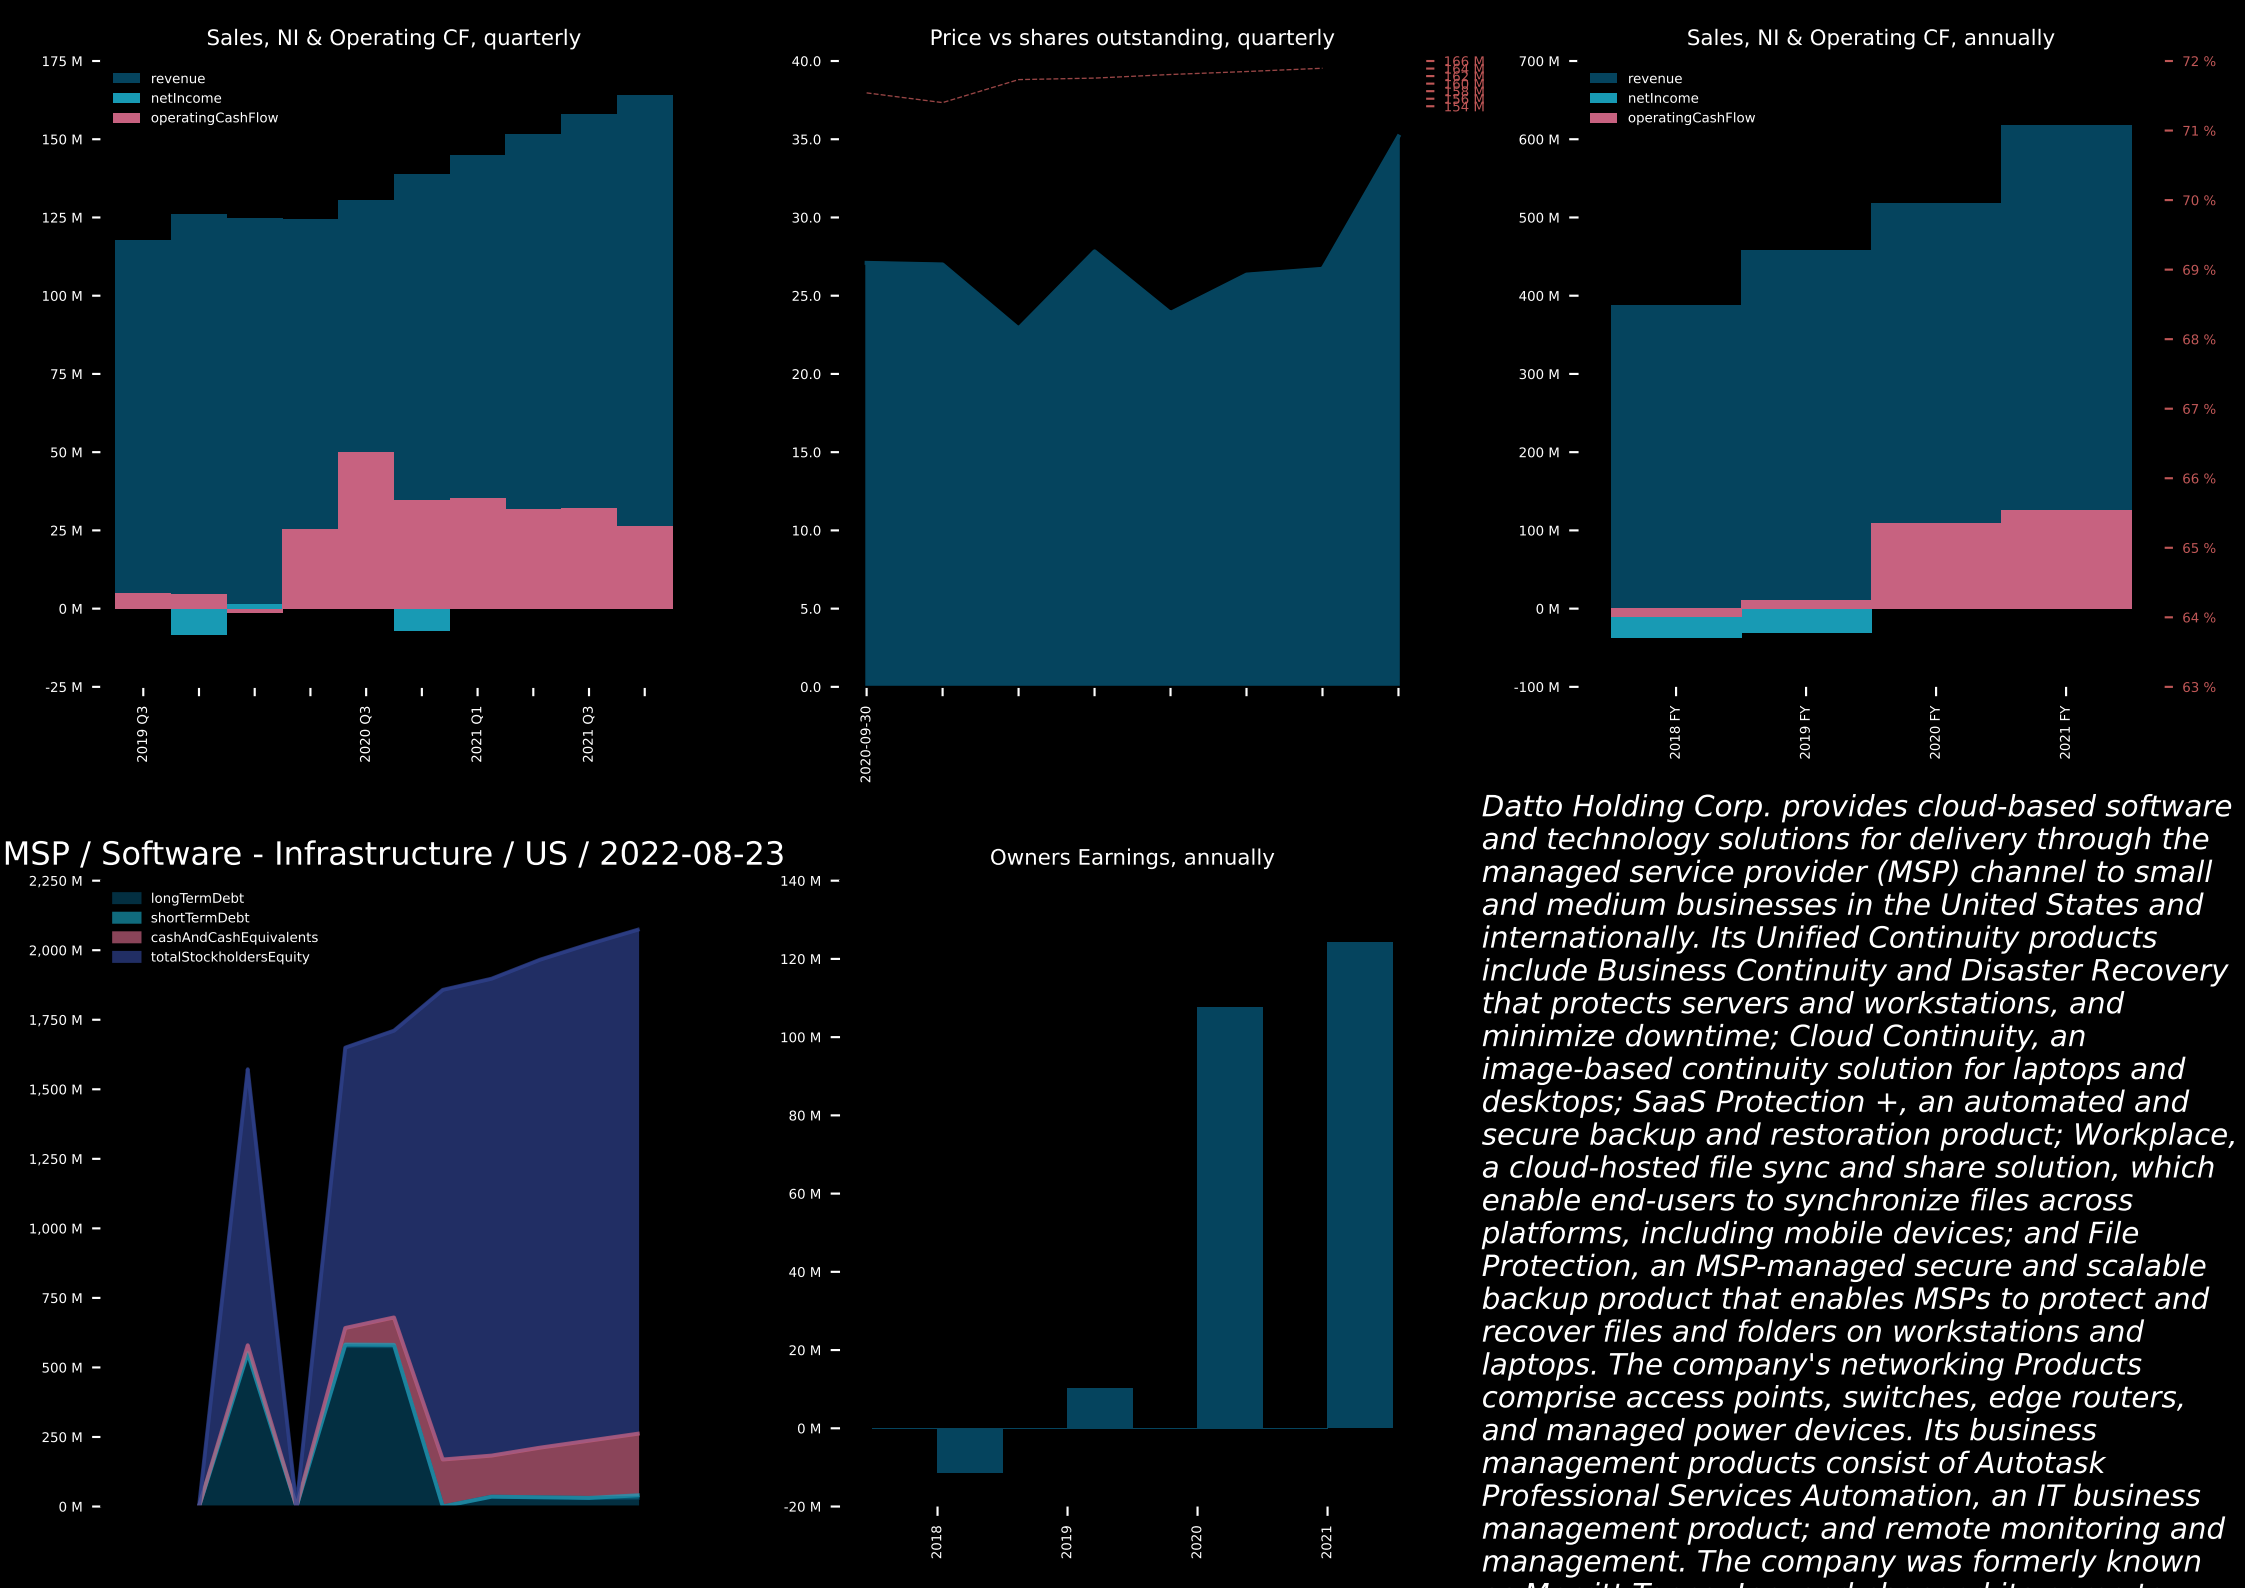 Sales, NI & Operating CF, quarterly
175 M
150 M
125 M
100 M
75 M
50 M
25 M
0 M
-25 M
revenue
netIncome
operatingCashFlow
2019 Q3
2020 Q3
2021 Q1
2021 Q3
Price vs shares outstanding, quarterly
40.0
35.0
30.0
25.0
20.0
15.0
10.0
5.0
0.0
166 M
164 M
162 M
160 M
158 M
156 M
154 M
2020-09-30
Sales, NI & Operating CF, annually
700 M
600 M
500 M
400 M
300 M
200 M
100 M
0 M
-100 M
revenue
netIncome
operatingCashFlow
72 %
71 %
70 %
69 %
68 %
67 %
66 %
65 %
64 %
63 %
2018 FY
2019 FY
2020 FY
2021 FY
MSP / Software - Infrastructure / US / 2022-08-23
2,250 M
2,000 M
1,750 M
1,500 M
1,250 M
1,000 M
750 M
500 M
250 M
0 M
longTermDebt
shortTermDebt
cashAndCashEquivalents
totalStockholdersEquity
Owners Earnings, annually
140 M
120 M
100 M
80 M
60 M
40 M
20 M
0 M
-20 M
2018
2019
2020
2021
Datto Holding Corp. provides cloud-based software
and technology solutions for delivery through the
managed service provider (MSP) channel to small
and medium businesses in the United States and
internationally. Its Unified Continuity products
include Business Continuity and Disaster Recovery
that protects servers and workstations, and
minimize downtime; Cloud Continuity, an
image-based continuity solution for laptops and
desktops; SaaS Protection +, an automated and
secure backup and restoration product; Workplace,
a cloud-hosted file sync and share solution, which
enable end-users to synchronize files across
platforms, including mobile devices; and File
Protection, an MSP-managed secure and scalable
backup product that enables MSPs to protect and
recover files and folders on workstations and
laptops. The company's networking Products
comprise access points, switches, edge routers,
and managed power devices. Its business
management products consist of Autotask
Professional Services Automation, an IT business
management product; and remote monitoring and
management. The company was formerly known